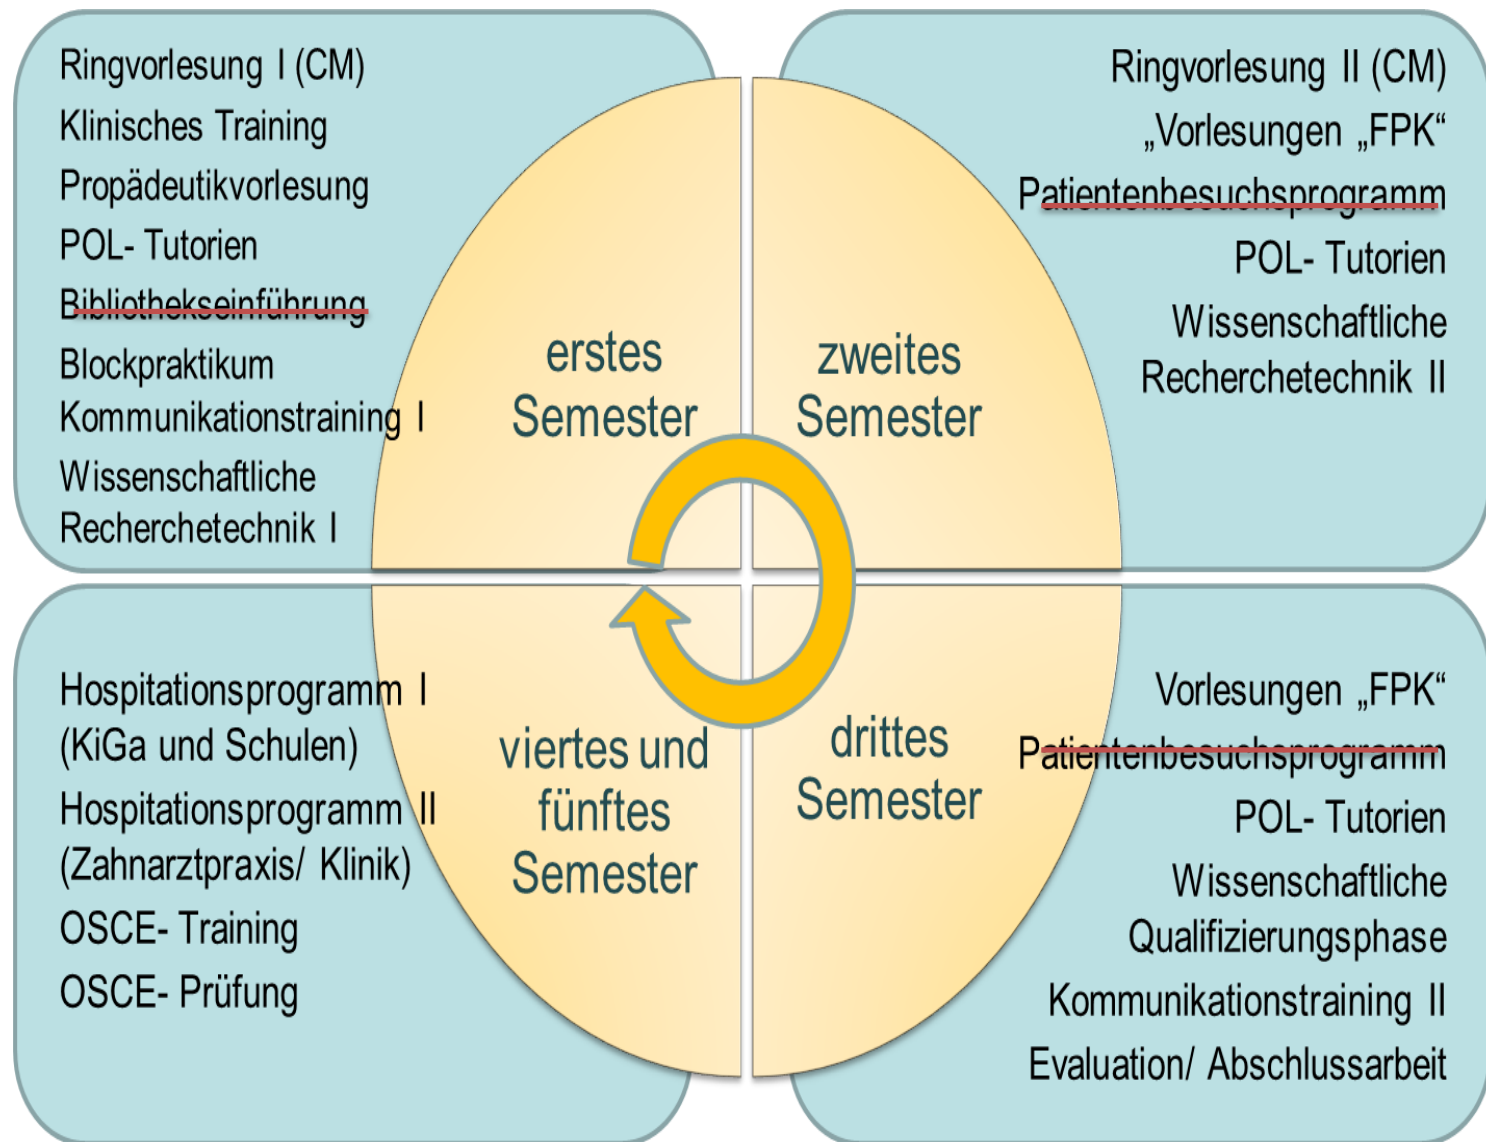 Ringvorlesung I (CM)
Klinisches Training
Propädeutikvorlesung
POL- Tutorien
Bibliothekseinführung
Blockpraktikum
Kommunikationstraining I
Wissenschaftliche
Recherchetechnik I
erstes
Semester
Ringvorlesung II (CM)
„Vorlesungen „FPK“
Patientenbesuchsprogramm
POL- Tutorien
Wissenschaftliche
Recherchetechnik II
zweites
Semester
Hospitationsprogramm I
(KiGa und Schulen)
Hospitationsprogramm II
(Zahnarztpraxis/ Klinik)
OSCE- Training
OSCE- Prüfung
viertes und
fünftes
Semester
drittes
Semester
Vorlesungen „FPK“
Patientenbesuchsprogramm
POL- Tutorien
Wissenschaftliche
Qualifizierungsphase
Kommunikationstraining II
Evaluation/ Abschlussarbeit